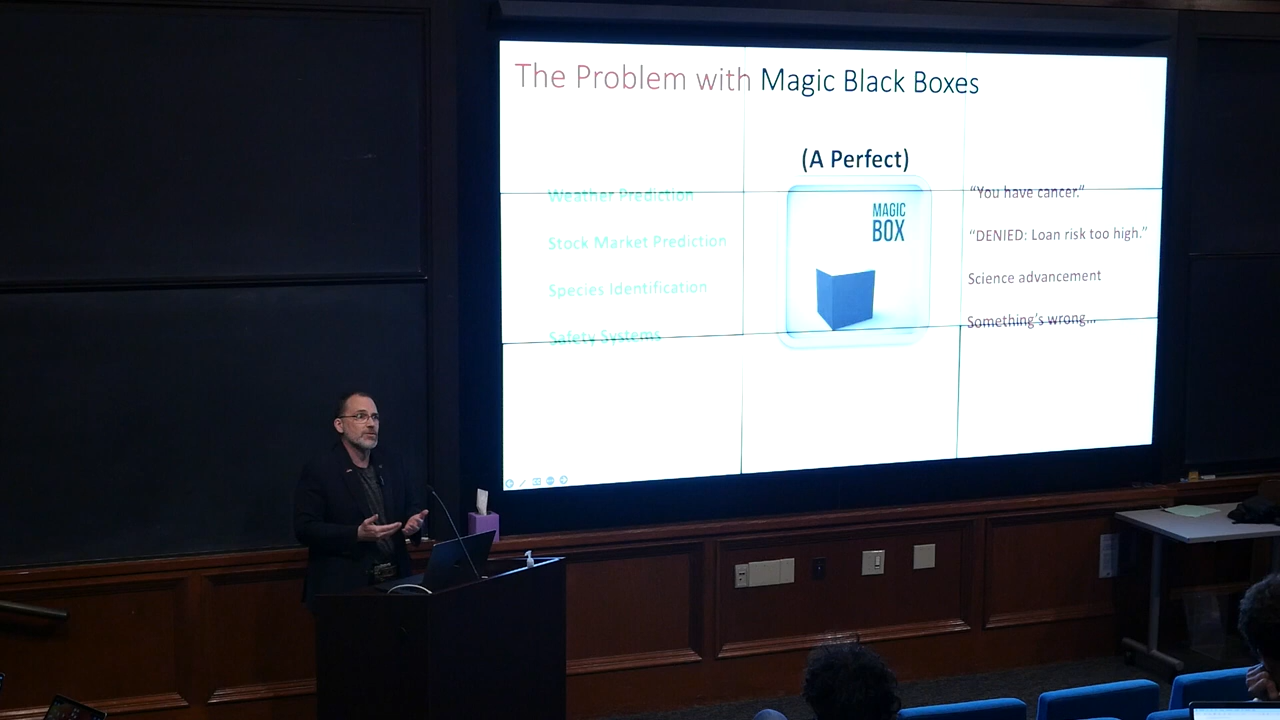 The Problem with Magic Black Boxes
(A Perfect)
MAGIC
BOX
Weather Prediction
Stock Market Prediction
Species Identification
Safety Systems
“You have cancer.”
“DENIED: Loan risk too high.”
Science advancement
Something’s wrong…